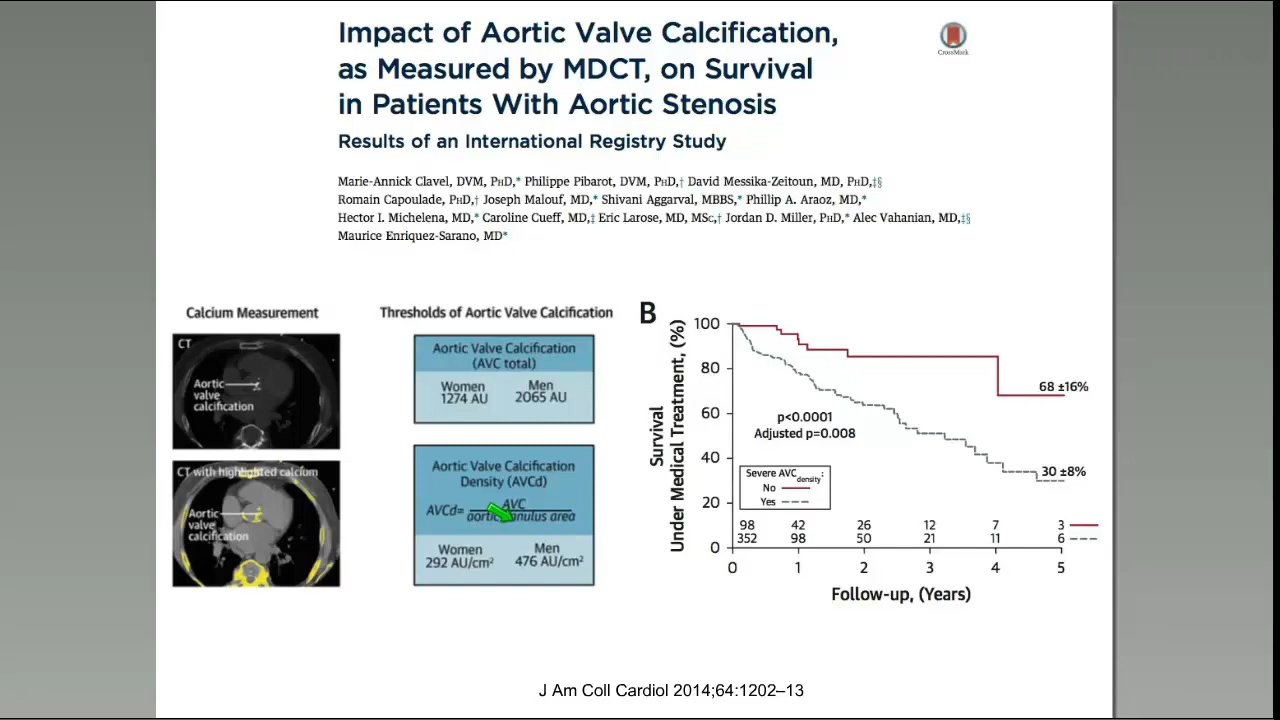 Impact of Aortic Valve Calcification,
as Measured by MDCT, on Survival
in Patients With Aortic Stenosis
CrossMark
Results of an International Registry Study
Marie-Annick Clavel, DVM, PhD,* Philippe Pibarot, DVM, PhD,† David Messika-Zeitoun, MD, PhD,‡§
Romain Capoulade, PhD,† Joseph Malouf, MD,* Shivani Aggarval, MBBS,* Phillip A. Araoz, MD,*
Hector I. Michelena, MD,* Caroline Cueff, MD,‡ Eric Larose, MD, MSc,† Jordan D. Miller, PhD,* Alec Vahanian, MD,‡§
Maurice Enriquez-Sarano, MD*
Calcium Measurement
CT
Aortic
valve
calcification
CT with highlighted calcium
Aortic
valve
calcification
Thresholds of Aortic Valve Calcification
Aortic Valve Calcification
(AVC total)
Women Men
1274 AU 2065 AU
Aortic Valve Calcification
Density (AVCd)
AVCd= AVC
aortic annulus area
Women Men
292 AU/cm² 476 AU/cm²
B
Survival
Under Medical Treatment, (%)
100
80
60
40
20
0
68 ±16%
p<0.0001
Adjusted p=0.008
30 ±8%
Severe AVC density:
No
Yes
98 42 26 12 7 3
352 98 50 21 11 6
0 1 2 3 4 5
Follow-up, (Years)
J Am Coll Cardiol 2014;64:1202–13